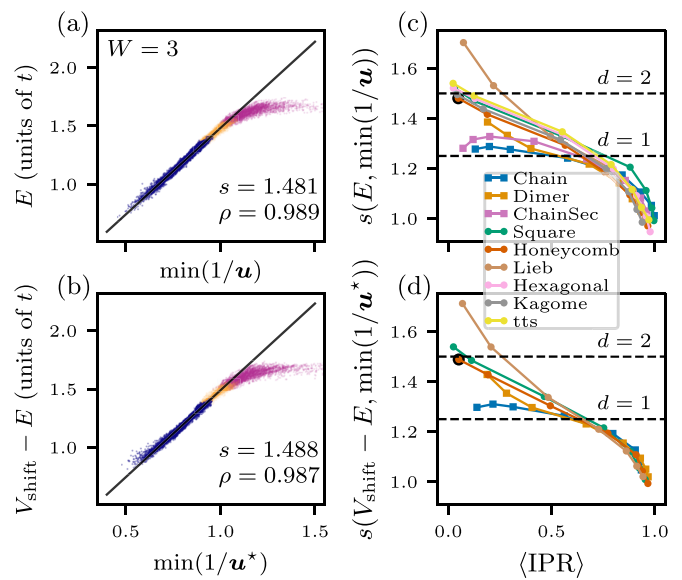 (a)
W = 3
E (units of t)
2.0
1.5
1.0
s = 1.481
ρ = 0.989
min(1/u)
(b)
V_shift − E (units of t)
2.0
1.5
1.0
s = 1.488
ρ = 0.987
0.5
1.0
1.5
min(1/u⋆)
(c)
s(E, min(1/u))
1.6
1.4
1.2
1.0
d = 2
d = 1
Chain
Dimer
ChainSec
Square
Honeycomb
Lieb
Hexagonal
Kagome
tts
(d)
s(V_shift − E, min(1/u⋆))
1.6
1.4
1.2
1.0
d = 2
d = 1
0.0
0.5
1.0
⟨IPR⟩